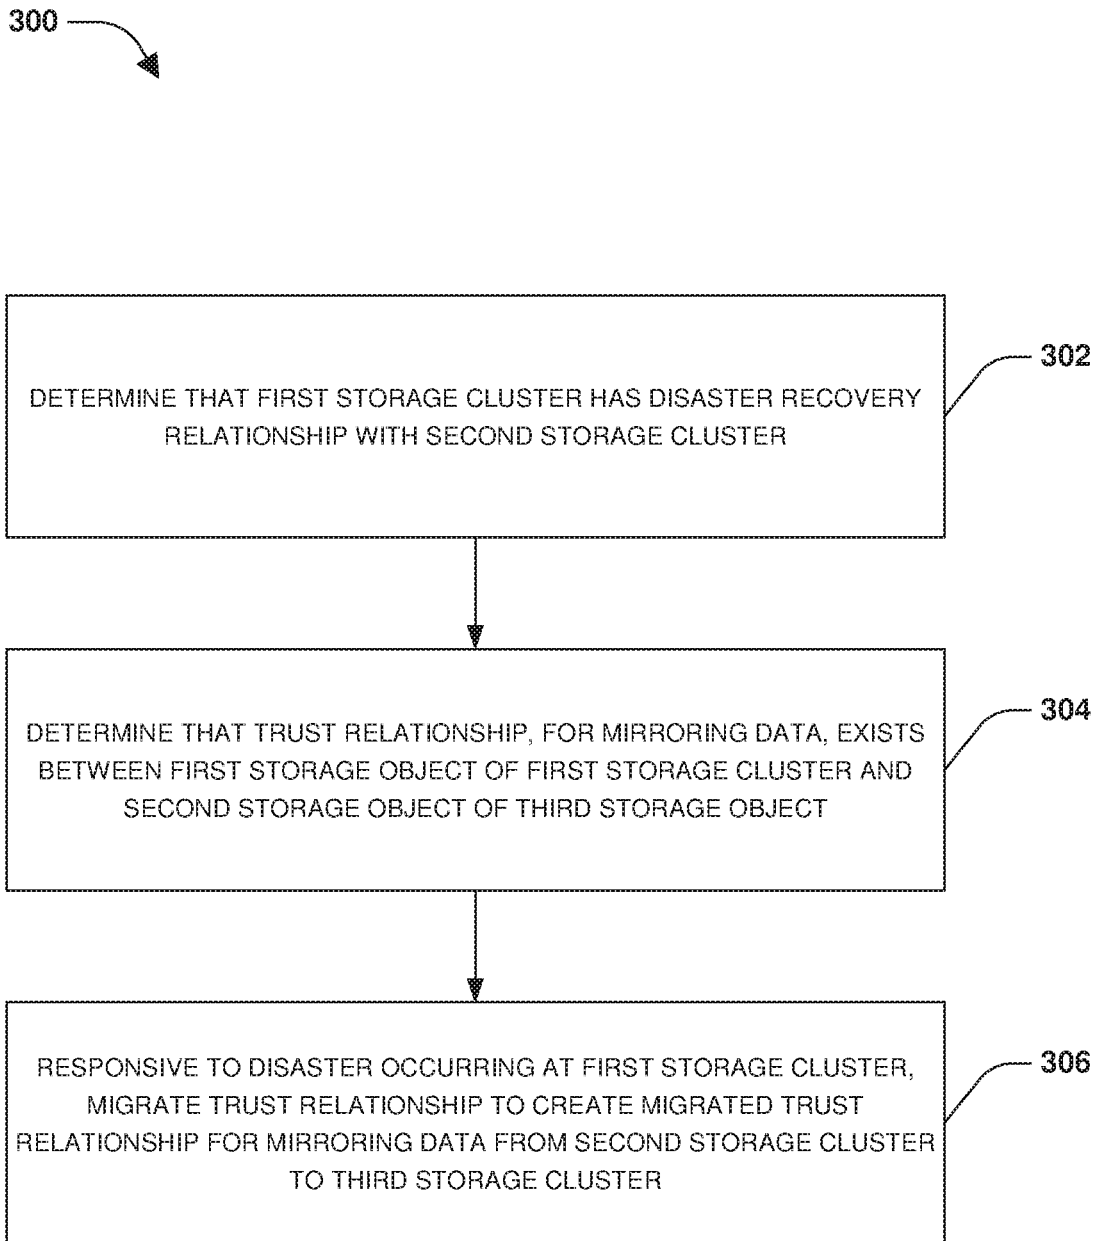 300
302
DETERMINE THAT FIRST STORAGE CLUSTER HAS DISASTER RECOVERY
RELATIONSHIP WITH SECOND STORAGE CLUSTER
304
DETERMINE THAT TRUST RELATIONSHIP, FOR MIRRORING DATA, EXISTS
BETWEEN FIRST STORAGE OBJECT OF FIRST STORAGE CLUSTER AND
SECOND STORAGE OBJECT OF THIRD STORAGE OBJECT
306
RESPONSIVE TO DISASTER OCCURRING AT FIRST STORAGE CLUSTER,
MIGRATE TRUST RELATIONSHIP TO CREATE MIGRATED TRUST
RELATIONSHIP FOR MIRRORING DATA FROM SECOND STORAGE CLUSTER
TO THIRD STORAGE CLUSTER